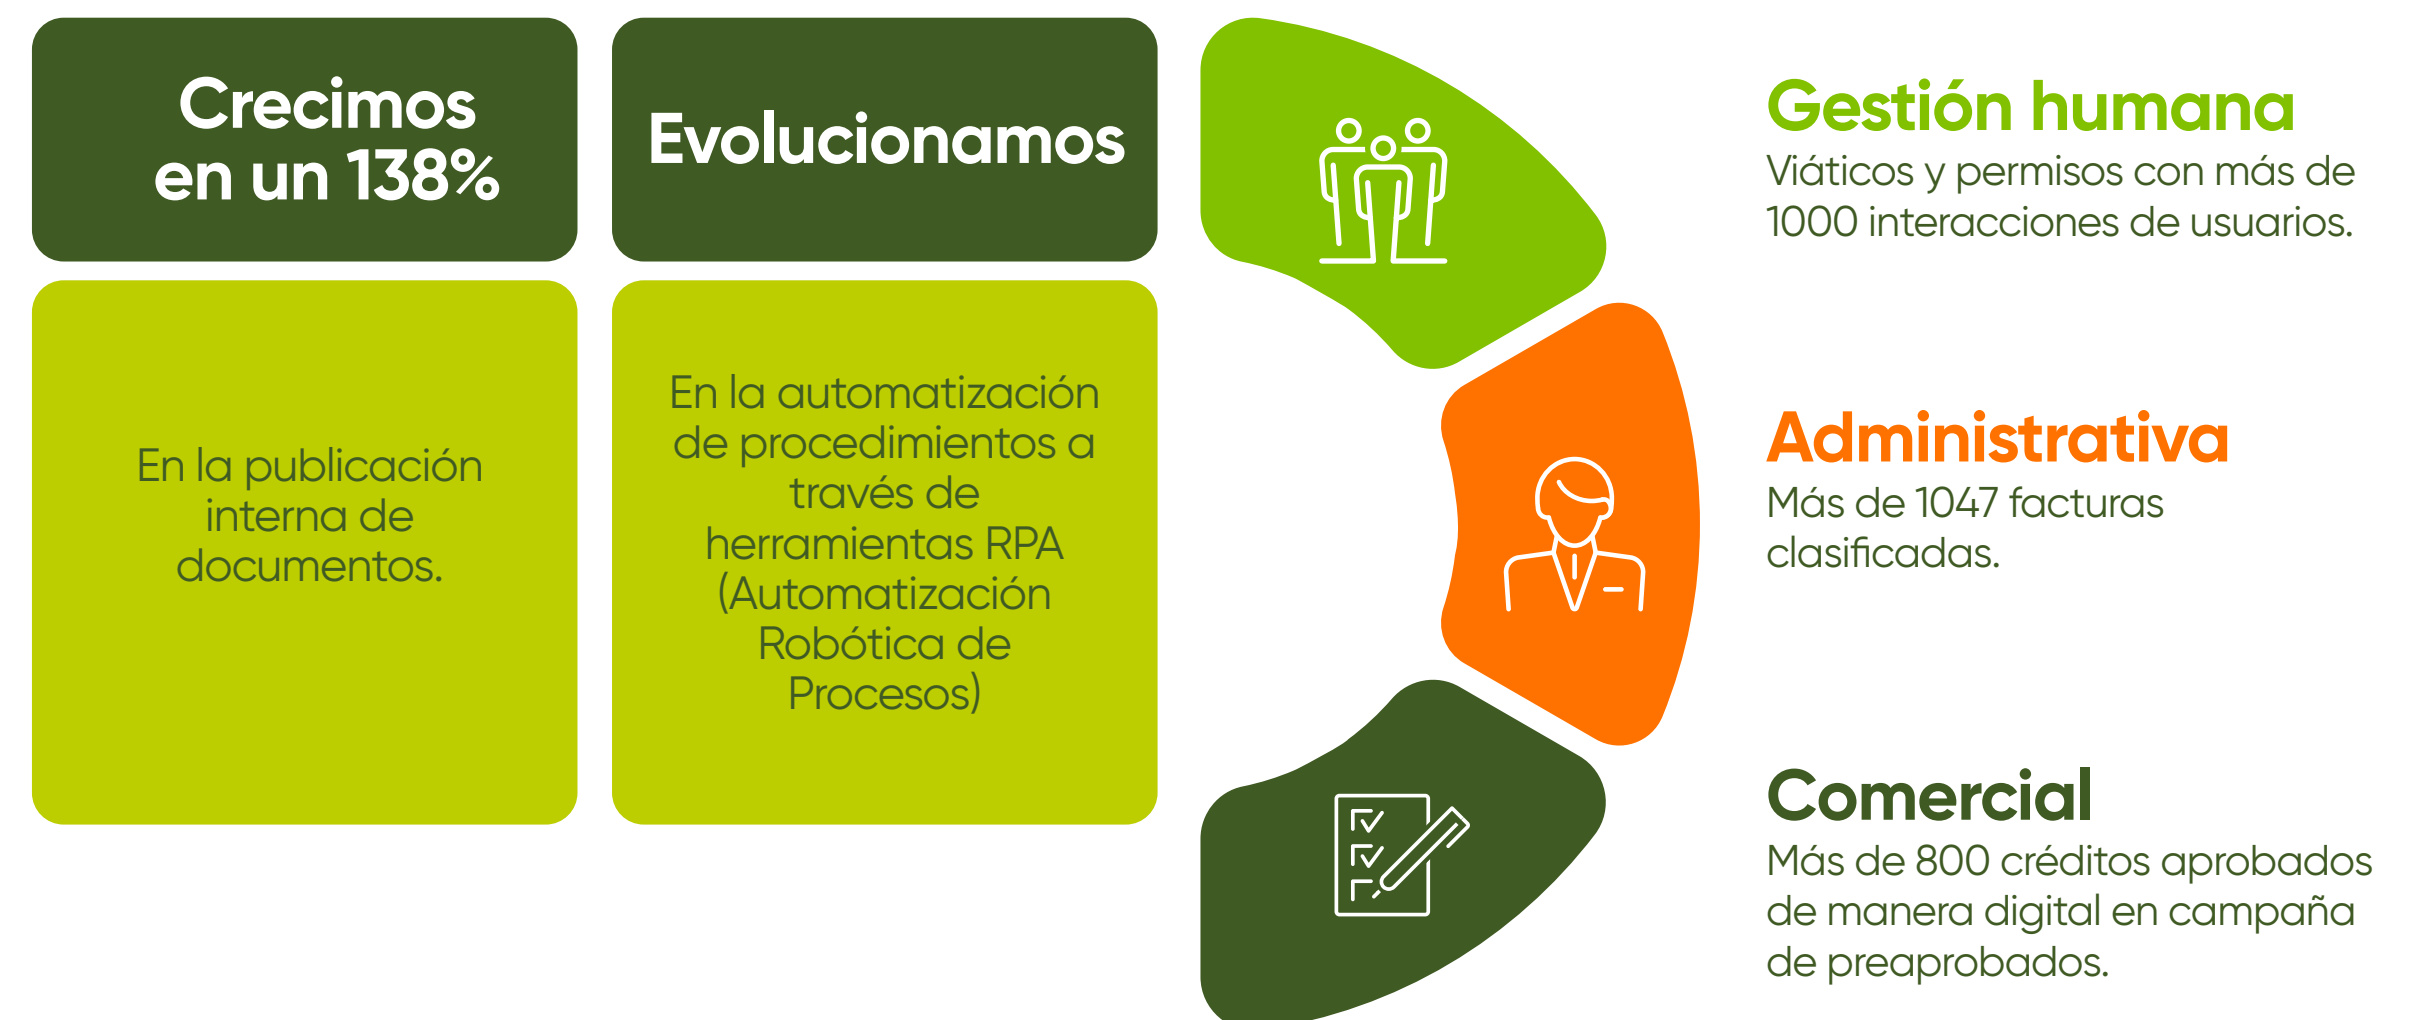 Crecimos
en un 138%
En la publicación
interna de
documentos.
Evolucionamos
En la automatización
de procedimientos a
través de
herramientas RPA
(Automatización
Robótica de
Procesos)
Gestión humana
Viáticos y permisos con más de
1000 interacciones de usuarios.
Administrativa
Más de 1047 facturas
clasificadas.
Comercial
Más de 800 créditos aprobados
de manera digital en campaña
de preaprobados.